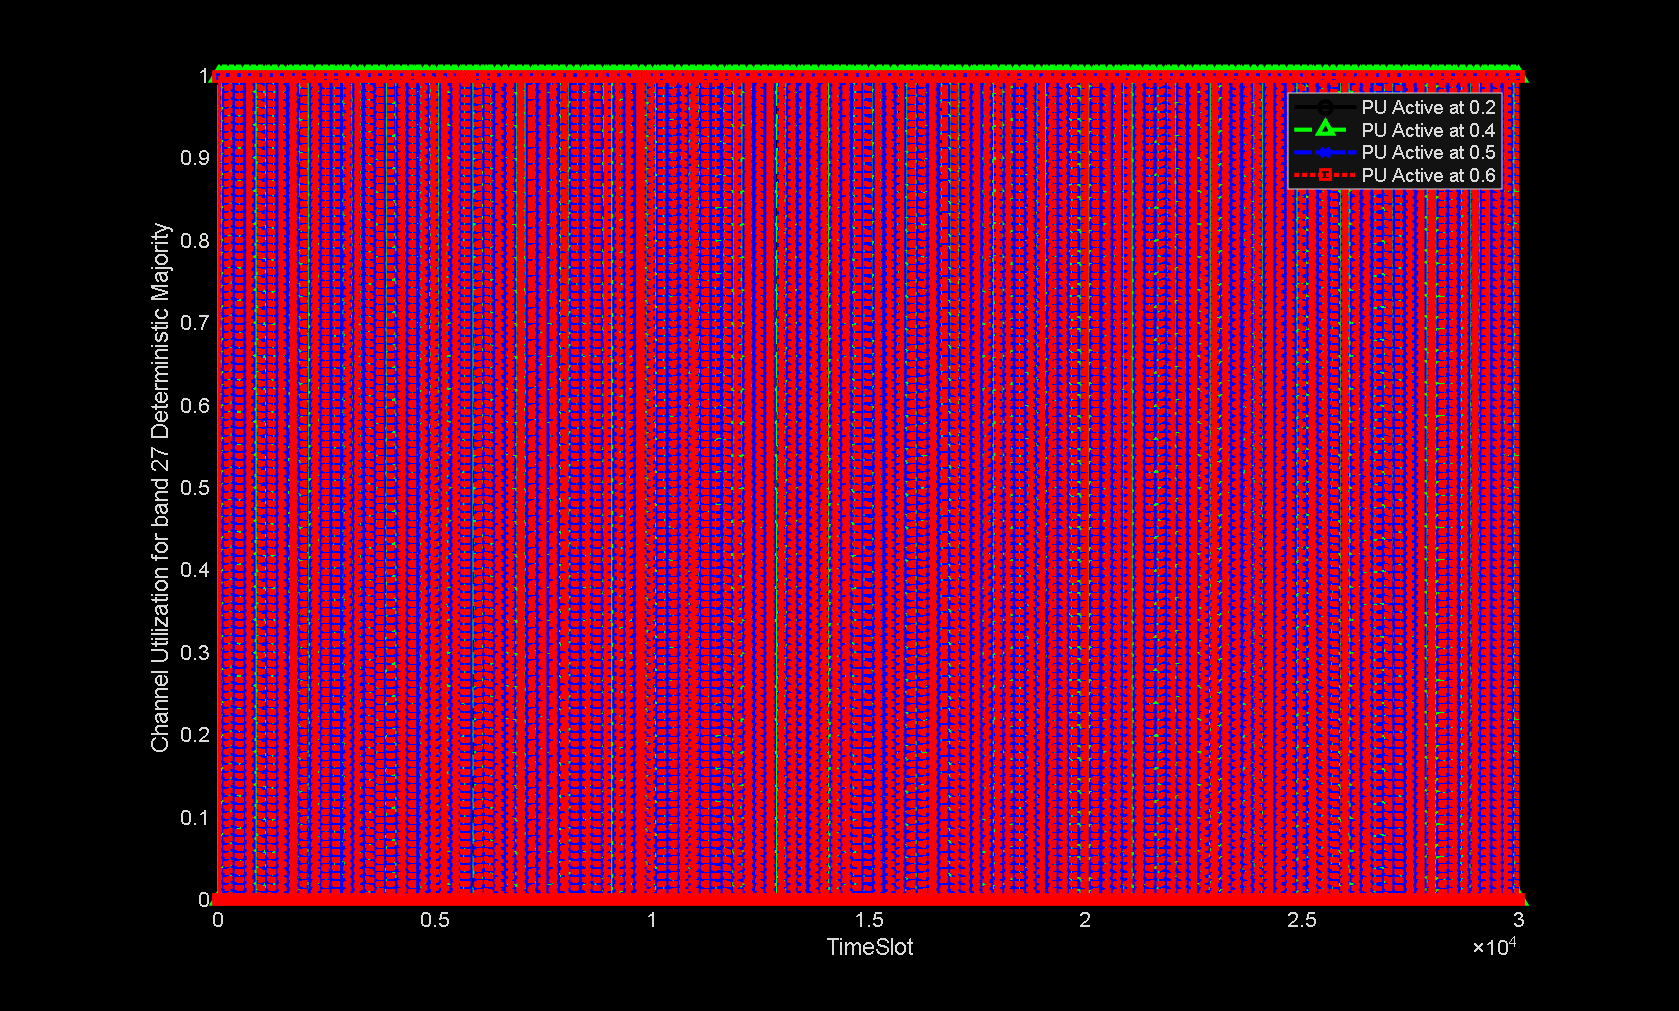 Channel Utilization for band 27 Deterministic Majority
1
0.9
0.8
0.7
0.6
0.5
0.4
0.3
0.2
0.1
0
PU Active at 0.2
PU Active at 0.4
PU Active at 0.5
PU Active at 0.6
0 0.5 1 1.5 2 2.5 3
TimeSlot
×10⁴